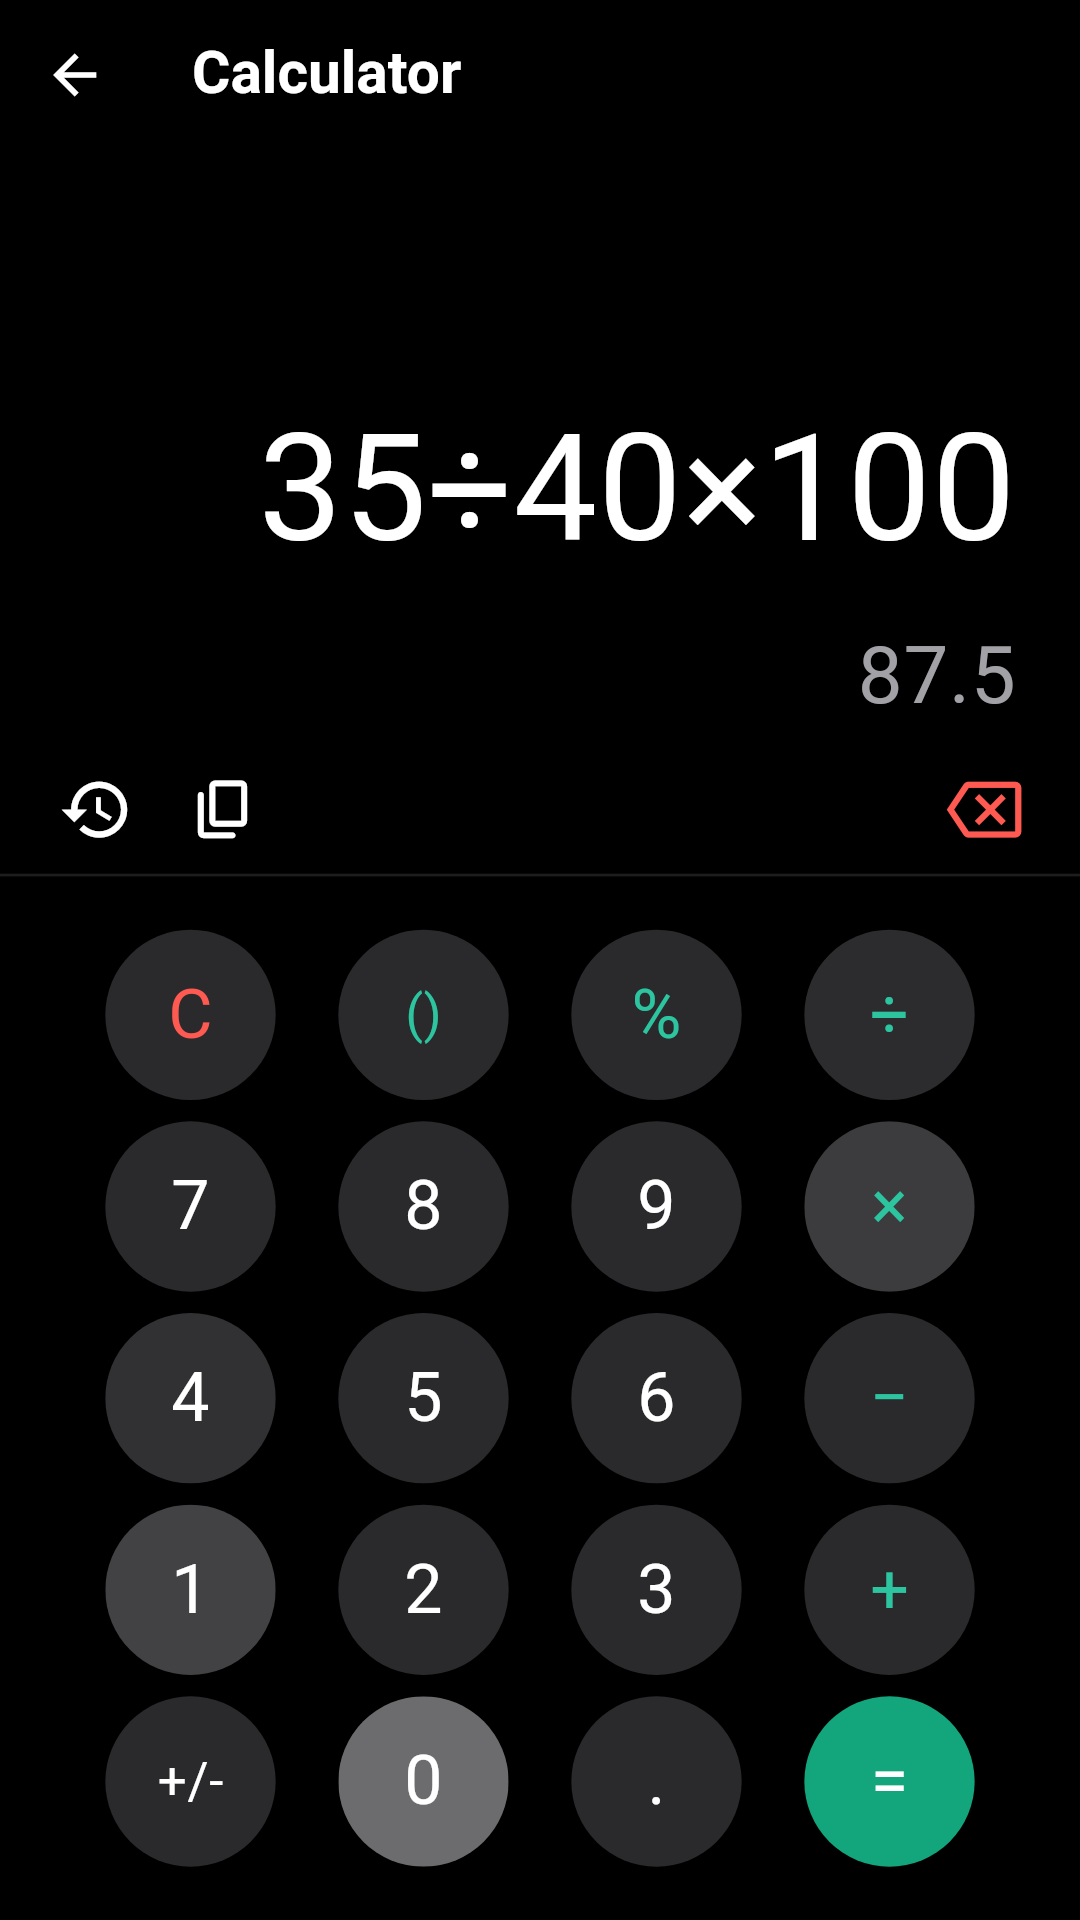 Calculator
35÷40×100
87.5
C () % ÷
7 8 9 ×
4 5 6 −
1 2 3 +
+/- 0 . =